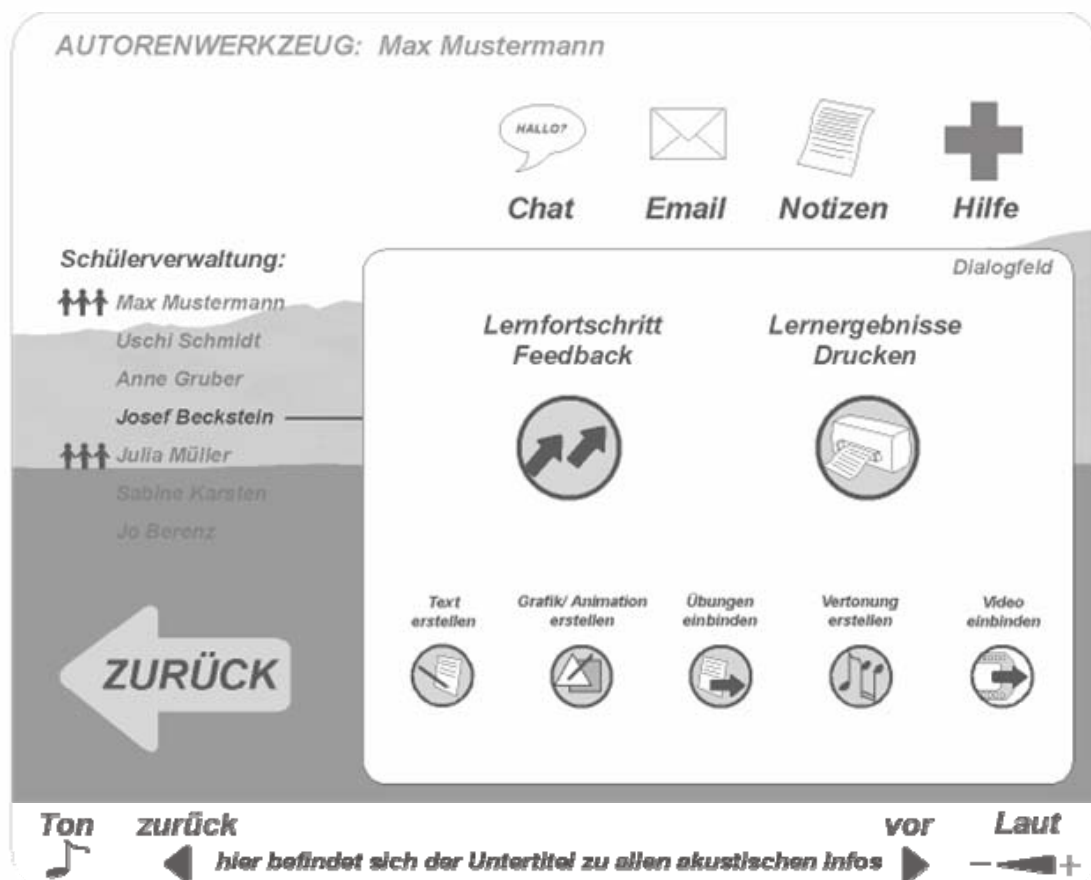 AUTORENWERKZEUG: Max Mustermann
HALLO?
Chat Email Notizen Hilfe
Schülerverwaltung:
Max Mustermann
Uschi Schmidt
Anne Gruber
Josef Beckstein
Julia Müller
Sabine Karsten
Jo Berenz
ZURÜCK
Dialogfeld
Lernfortschritt
Feedback
Lernergebnisse
Drucken
Text
erstellen
Grafik/ Animation
erstellen
Übungen
einbinden
Vertonung
erstellen
Video
einbinden
Ton zurück vor Laut
hier befindet sich der Untertitel zu allen akustischen Infos